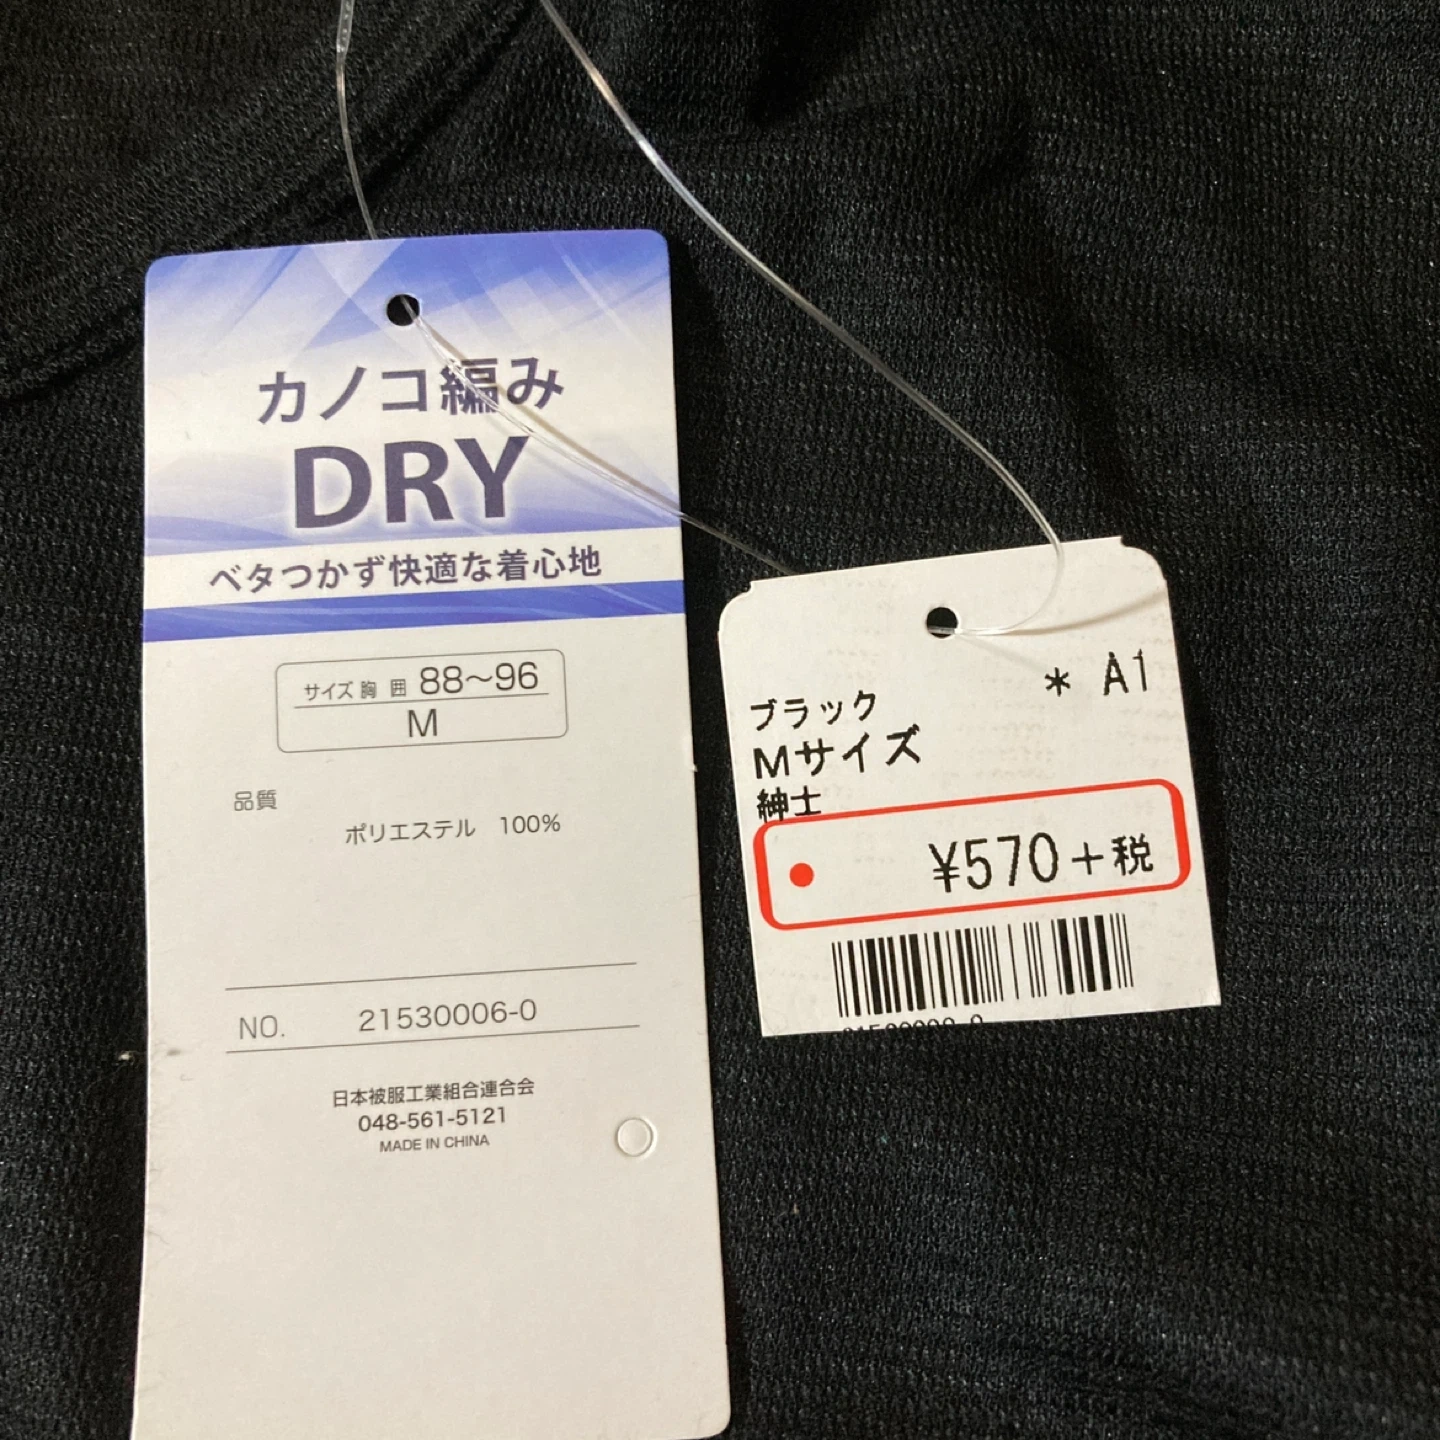 カノコ編み
DRY
ベタつかず快適な着心地
サイズ 胸 囲 88～96
M
品質
ポリエステル 100%
NO. 21530006-0
日本被服工業組合連合会
048-561-5121
MADE IN CHINA
＊ A1
ブラック
Mサイズ
紳士
¥570＋税